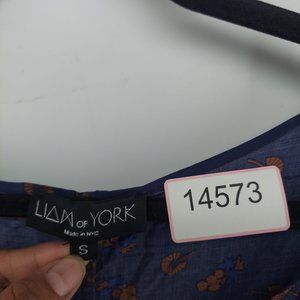 LIAM OF YORK
Made in NYC
S
14573